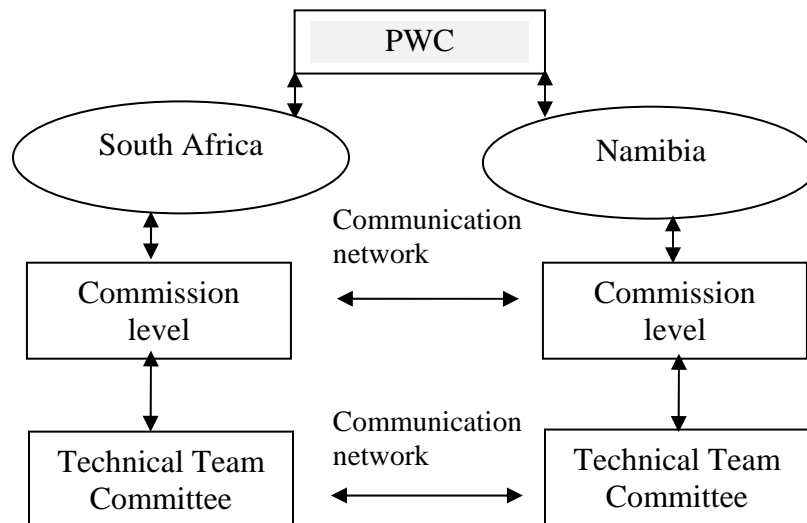 PWC
South Africa
Namibia
Communication
network
Commission
level
Commission
level
Communication
network
Technical Team
Committee
Technical Team
Committee